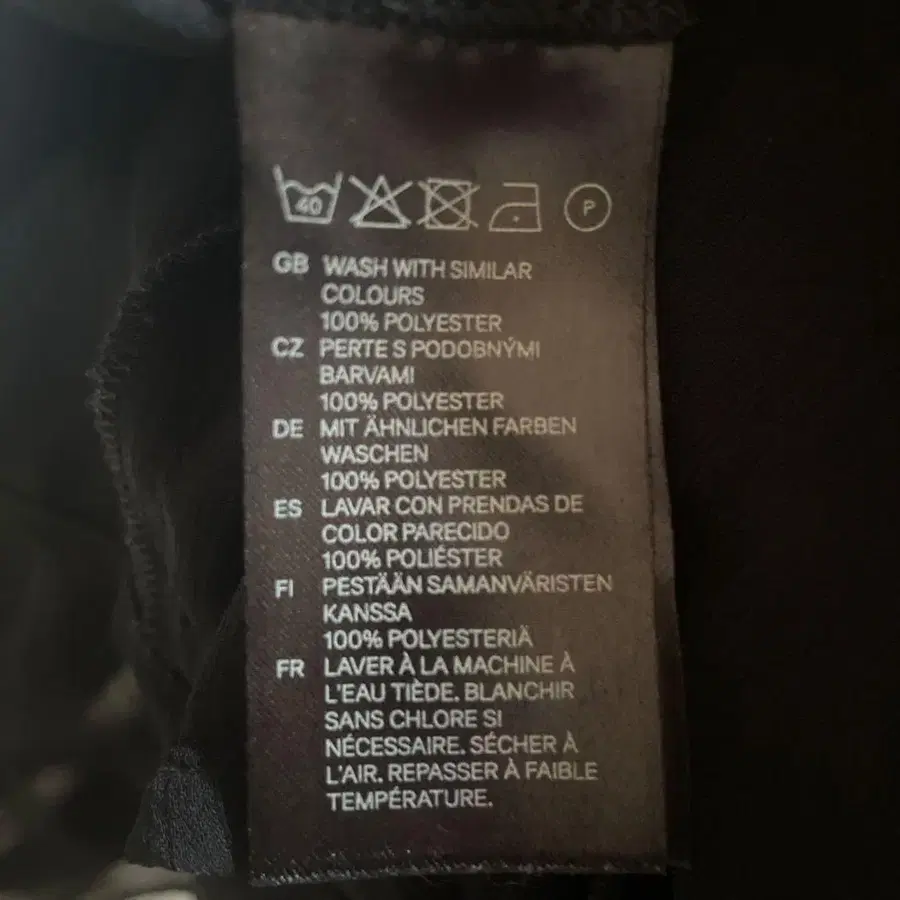 40 P
GB WASH WITH SIMILAR
COLOURS
100% POLYESTER
CZ PERTE S PODOBNÝMI
BARVAMI
100% POLYESTER
DE MIT ÄHNLICHEN FARBEN
WASCHEN
100% POLYESTER
ES LAVAR CON PRENDAS DE
COLOR PARECIDO
100% POLIÉSTER
FI PESTÄÄN SAMANVÄRISTEN
KANSSA
100% POLYESTERIÄ
FR LAVER À LA MACHINE À
L'EAU TIÈDE. BLANCHIR
SANS CHLORE SI
NÉCESSAIRE. SÉCHER À
L'AIR. REPASSER À FAIBLE
TEMPÉRATURE.